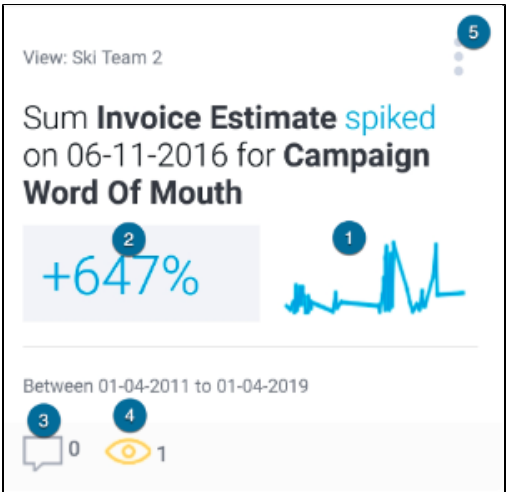 5
View: Ski Team 2
Sum Invoice Estimate spiked
on 06-11-2016 for Campaign
Word Of Mouth
2
1
+647%
Between 01-04-2011 to 01-04-2019
3
4
0
1